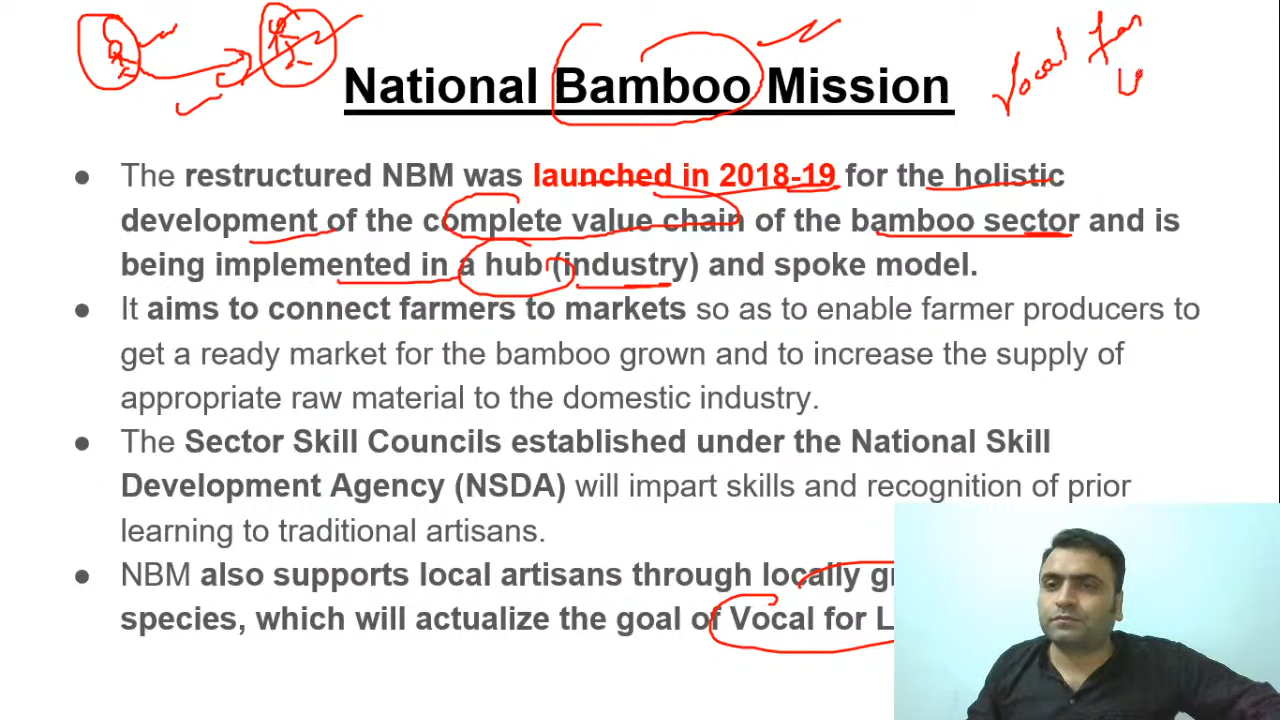 Vocal for
National Bamboo Mission
● The restructured NBM was launched in 2018-19 for the holistic
development of the complete value chain of the bamboo sector and is
being implemented in a hub (industry) and spoke model.
● It aims to connect farmers to markets so as to enable farmer producers to
get a ready market for the bamboo grown and to increase the supply of
appropriate raw material to the domestic industry.
● The Sector Skill Councils established under the National Skill
Development Agency (NSDA) will impart skills and recognition of prior
learning to traditional artisans.
● NBM also supports local artisans through locally
species, which will actualize the goal of Vocal for L